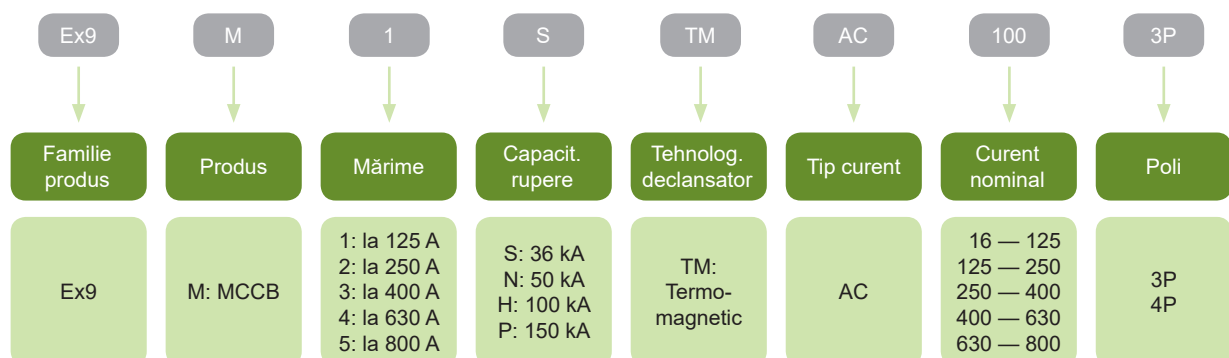 Ex9
M
1
S
TM
AC
100
3P
Familie
produs
Produs
Mărime
Capacit.
rupere
Tehnolog.
declansator
Tip curent
Curent
nominal
Poli
Ex9
M: MCCB
1: la 125 A
2: la 250 A
3: la 400 A
4: la 630 A
5: la 800 A
S: 36 kA
N: 50 kA
H: 100 kA
P: 150 kA
TM:
Termo-
magnetic
AC
16 — 125
125 — 250
250 — 400
400 — 630
630 — 800
3P
4P